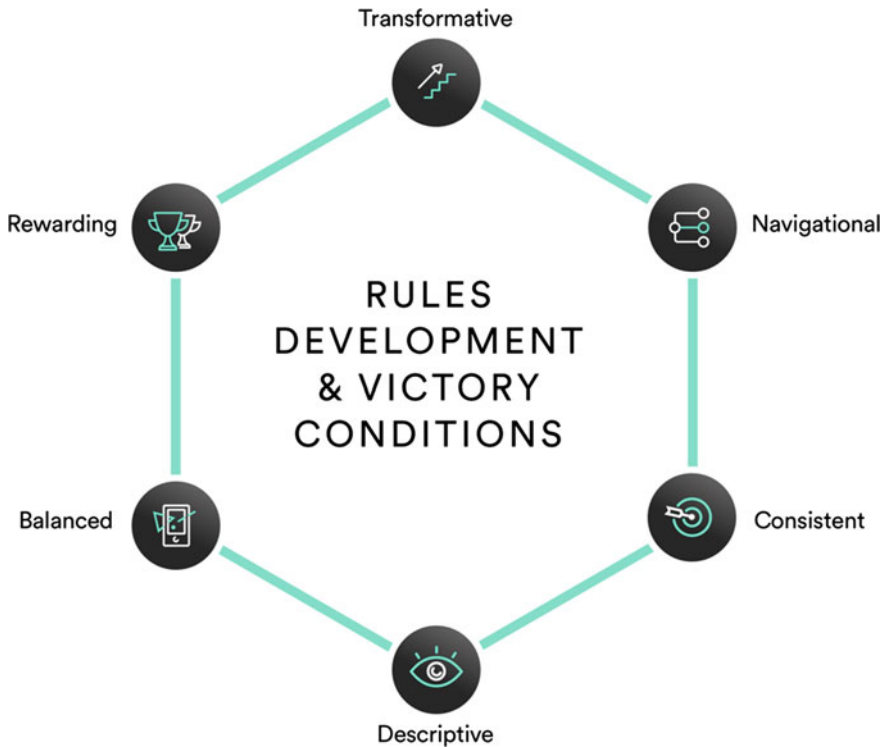 Transformative
Rewarding
Navigational
RULES
DEVELOPMENT
& VICTORY
CONDITIONS
Balanced
Consistent
Descriptive